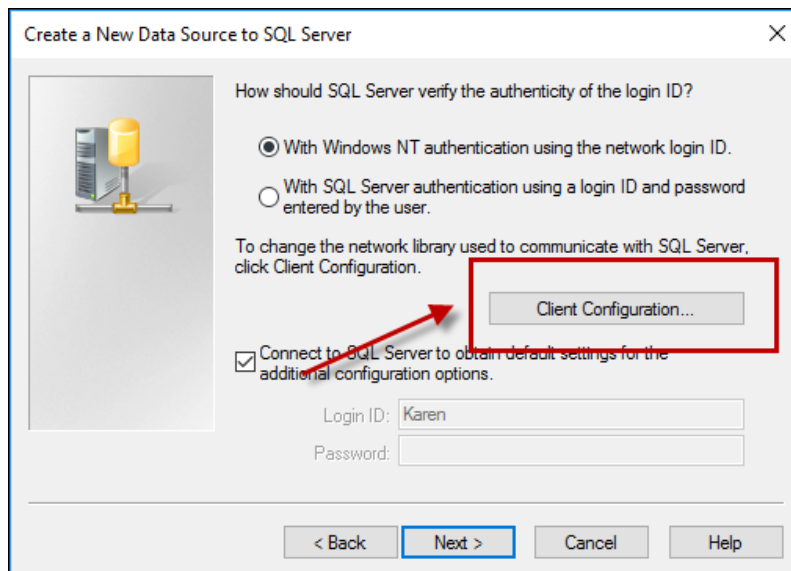 Create a New Data Source to SQL Server
How should SQL Server verify the authenticity of the login ID?
With Windows NT authentication using the network login ID.
With SQL Server authentication using a login ID and password
entered by the user.
To change the network library used to communicate with SQL Server,
click Client Configuration.
Client Configuration...
Connect to SQL Server to obtain default settings for the
additional configuration options.
Login ID: Karen
Password:
< Back Next > Cancel Help